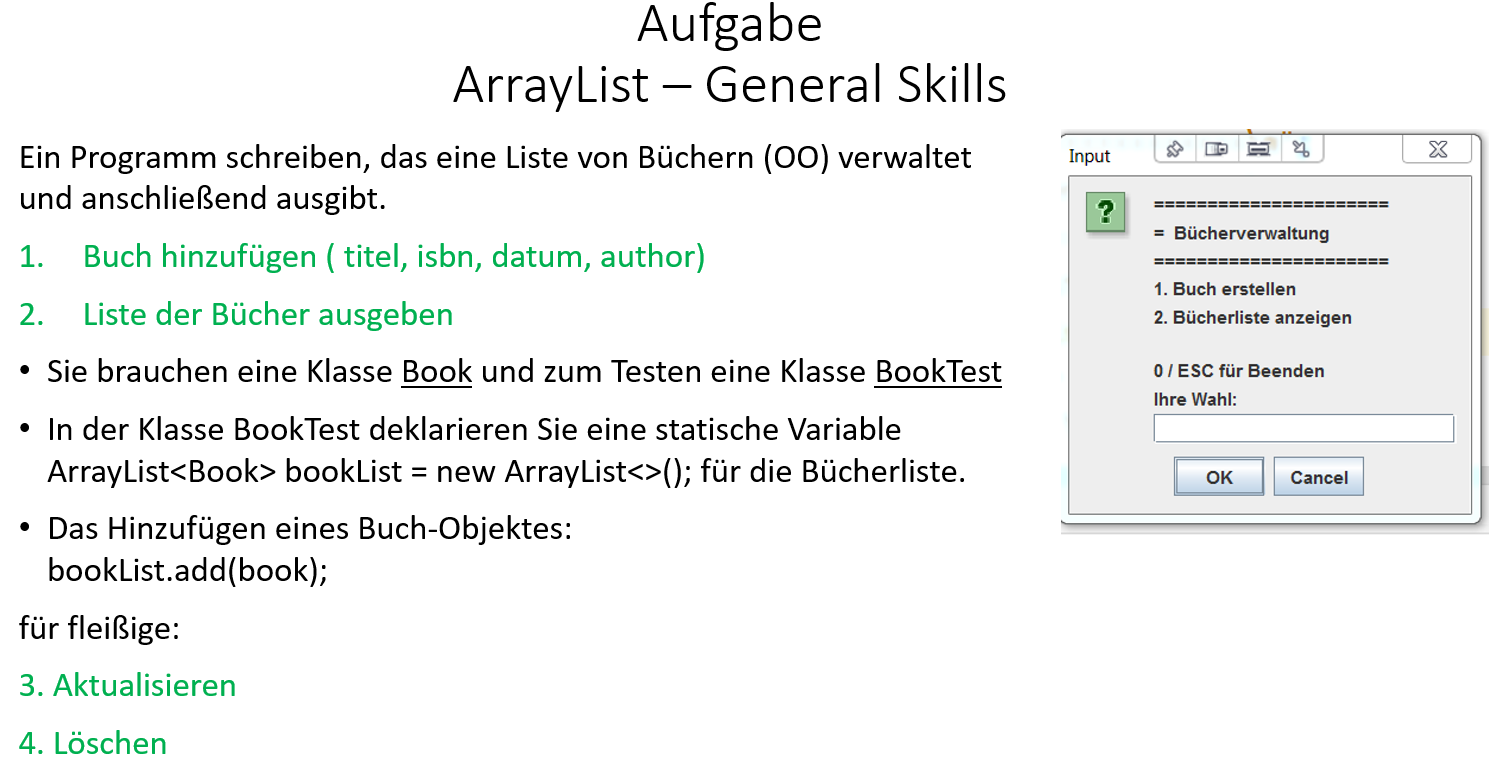 Aufgabe
ArrayList – General Skills
Ein Programm schreiben, das eine Liste von Büchern (OO) verwaltet
und anschließend ausgibt.
1. Buch hinzufügen ( titel, isbn, datum, author)
2. Liste der Bücher ausgeben
• Sie brauchen eine Klasse Book und zum Testen eine Klasse BookTest
• In der Klasse BookTest deklarieren Sie eine statische Variable
ArrayList<Book> bookList = new ArrayList<>(); für die Bücherliste.
• Das Hinzufügen eines Buch-Objektes:
bookList.add(book);
für fleißige:
3. Aktualisieren
4. Löschen
Input
?
======================
= Bücherverwaltung
======================
1. Buch erstellen
2. Bücherliste anzeigen
0 / ESC für Beenden
Ihre Wahl:
OK Cancel